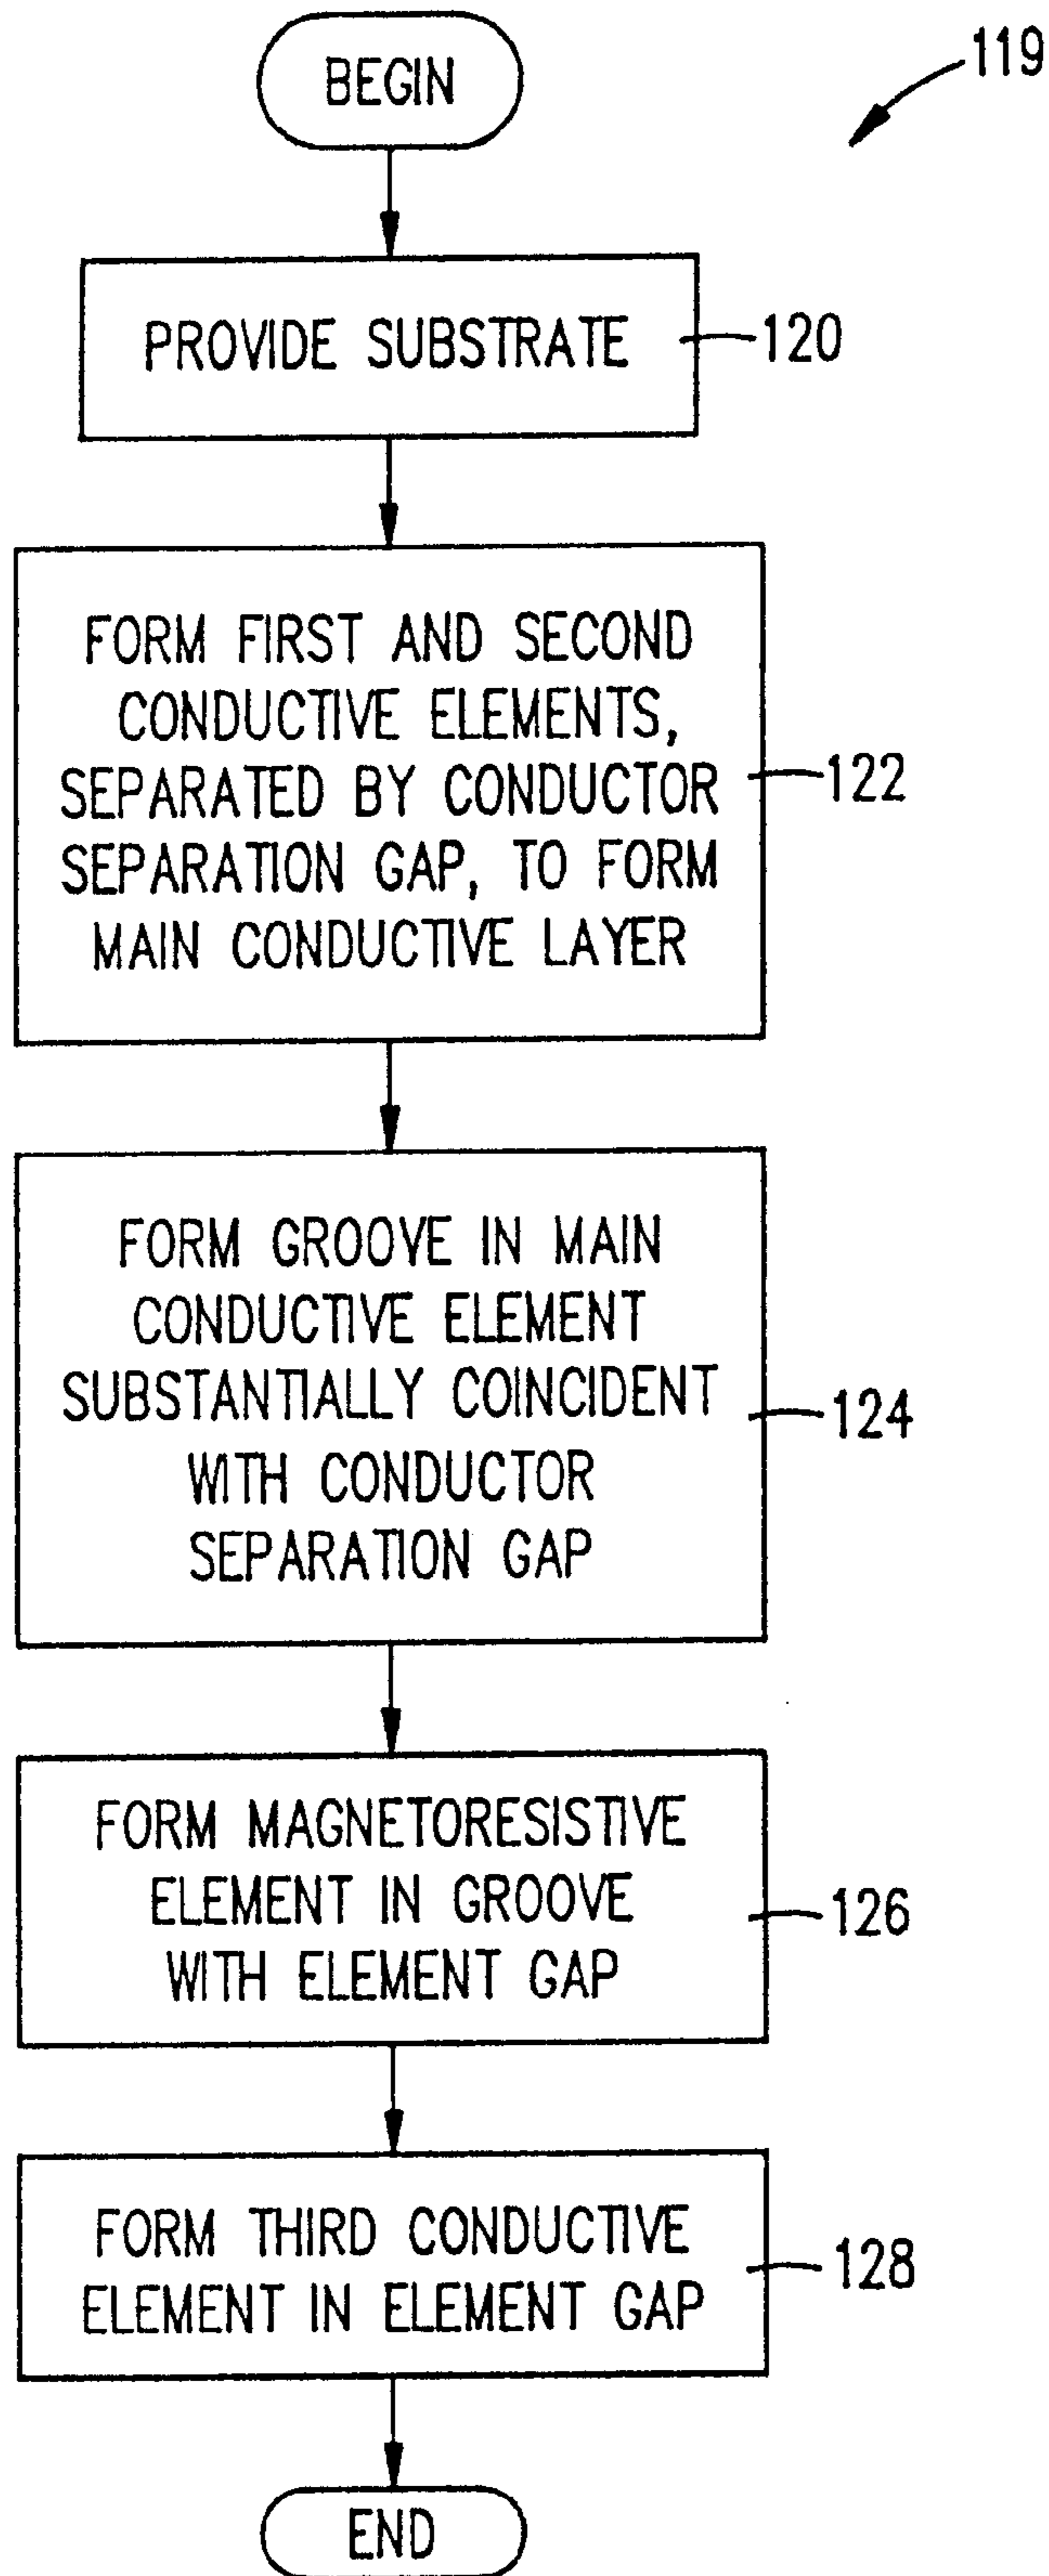 BEGIN
119
PROVIDE SUBSTRATE
120
FORM FIRST AND SECOND
CONDUCTIVE ELEMENTS,
SEPARATED BY CONDUCTOR
SEPARATION GAP, TO FORM
MAIN CONDUCTIVE LAYER
122
FORM GROOVE IN MAIN
CONDUCTIVE ELEMENT
SUBSTANTIALLY COINCIDENT
WITH CONDUCTOR
SEPARATION GAP
124
FORM MAGNETORESISTIVE
ELEMENT IN GROOVE
WITH ELEMENT GAP
126
FORM THIRD CONDUCTIVE
ELEMENT IN ELEMENT GAP
128
END